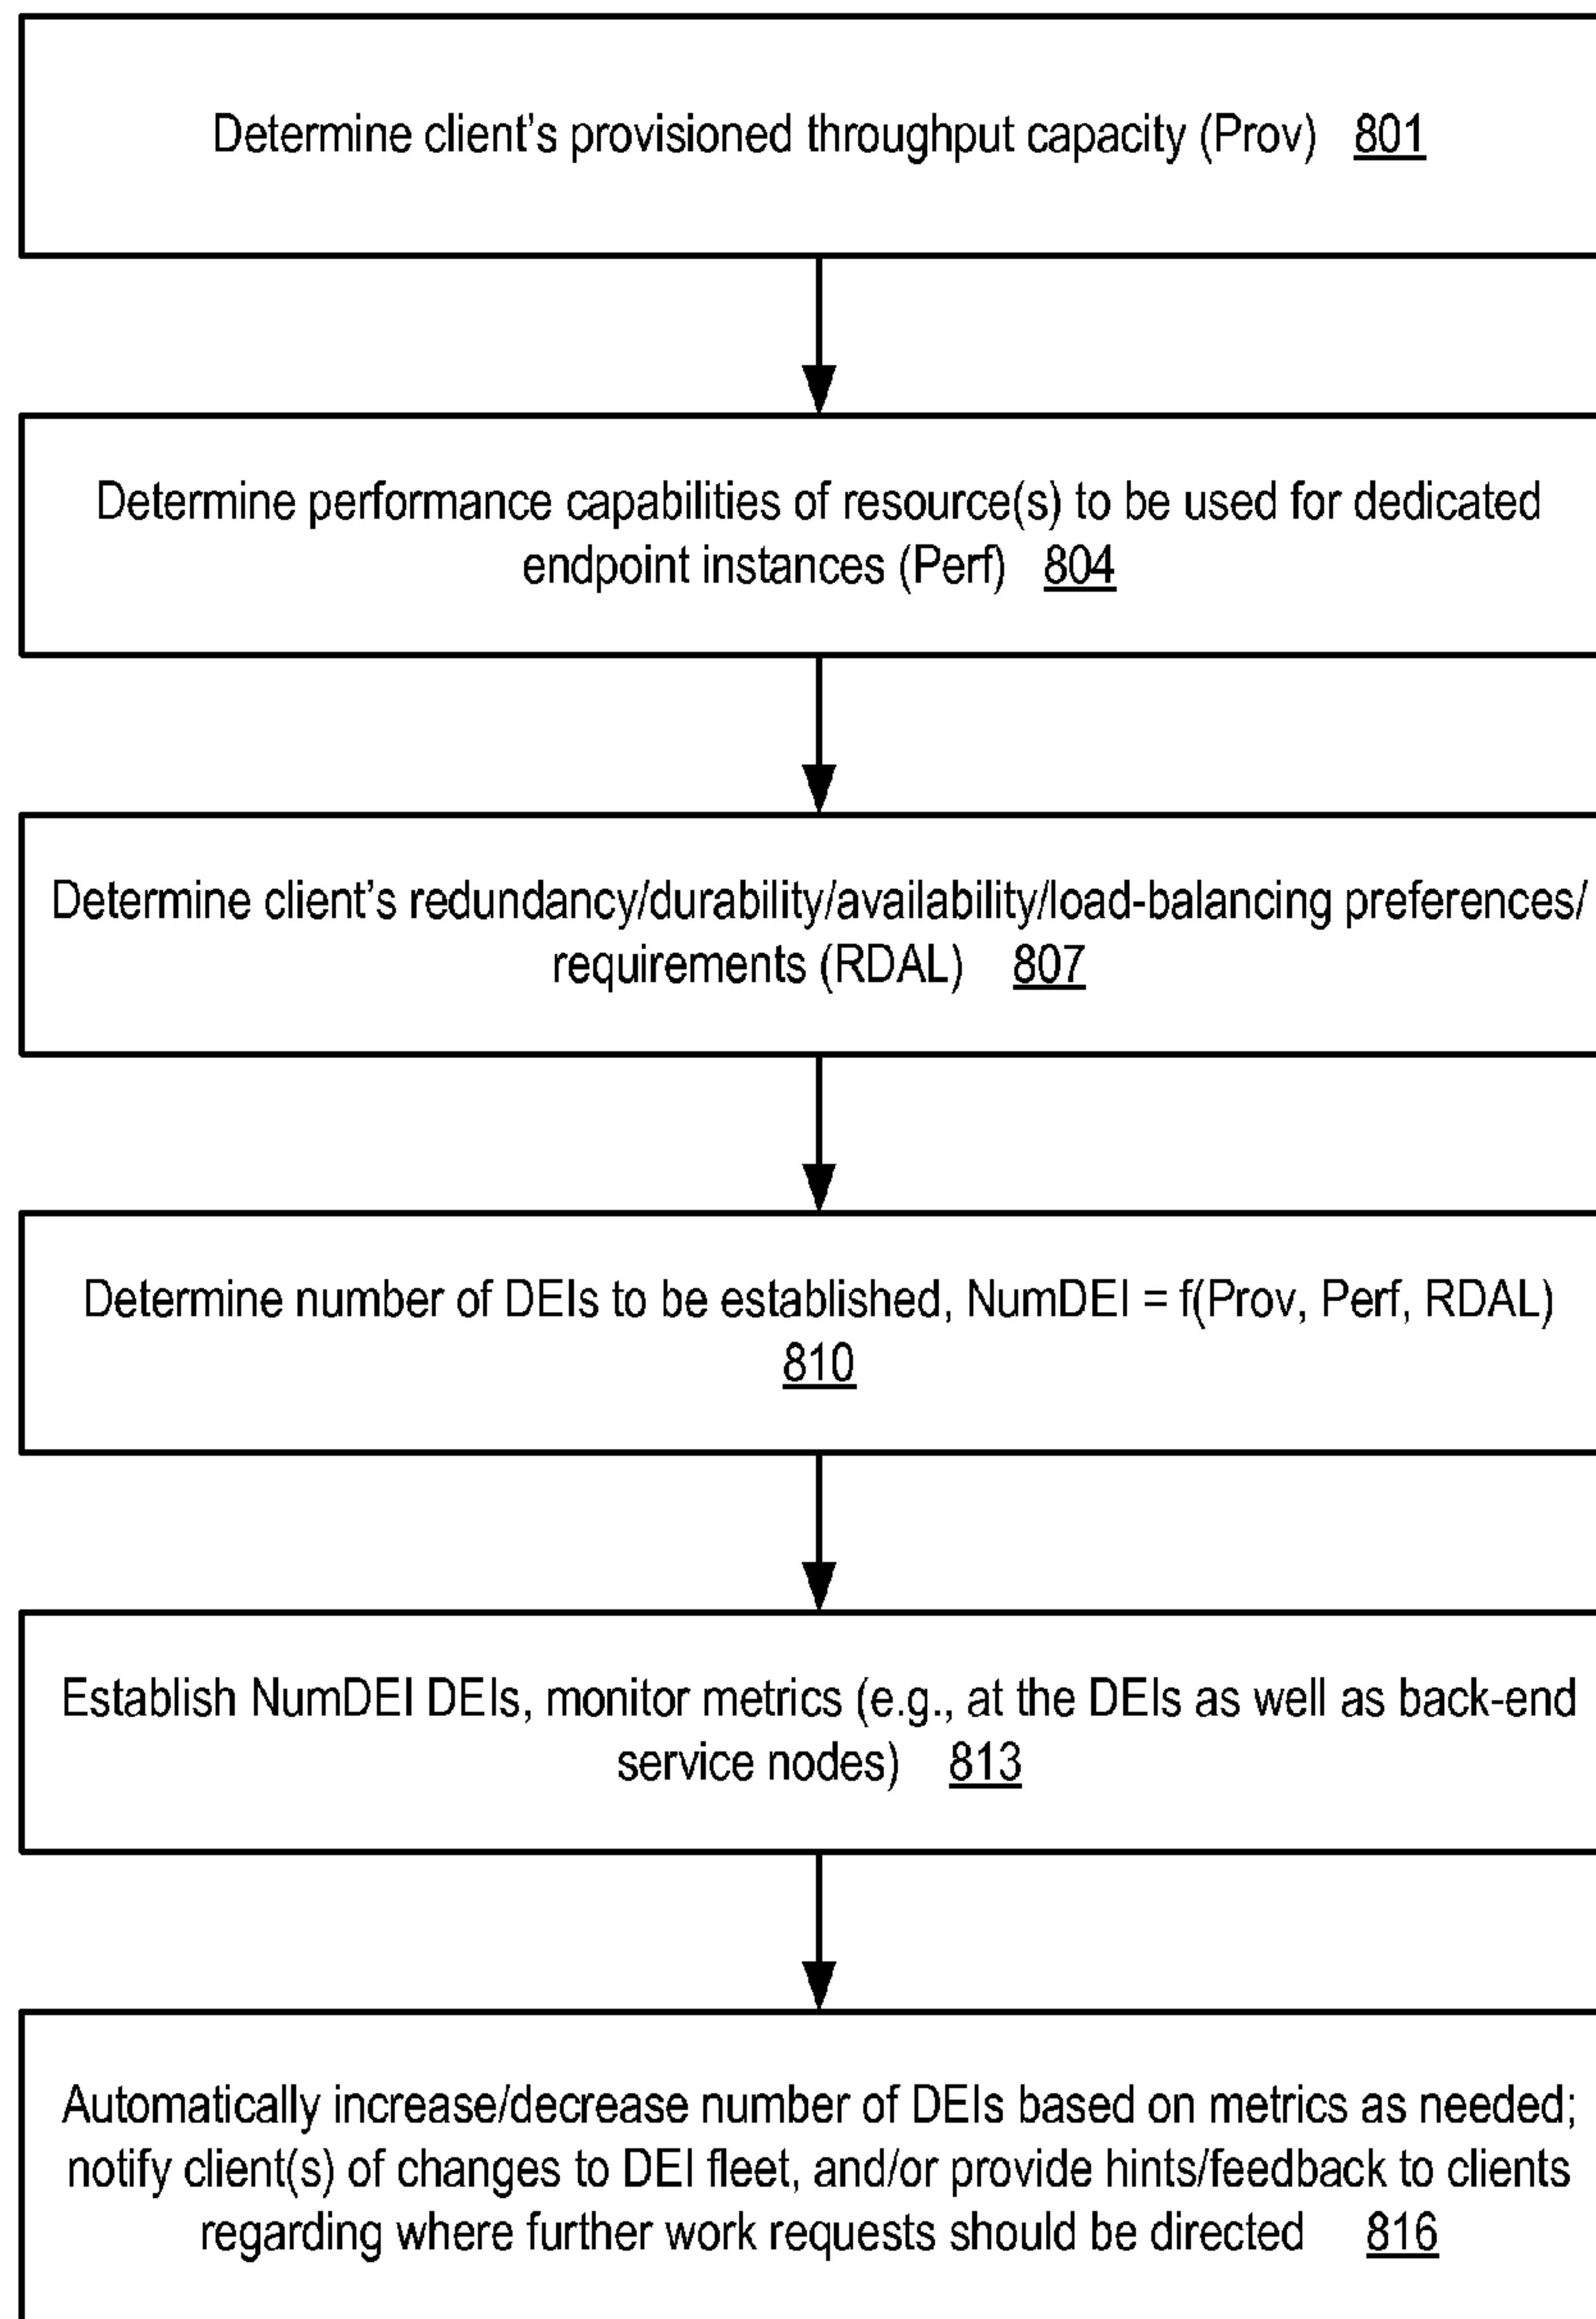 Determine client's provisioned throughput capacity (Prov) 801
Determine performance capabilities of resource(s) to be used for dedicated
endpoint instances (Perf) 804
Determine client's redundancy/durability/availability/load-balancing preferences/
requirements (RDAL) 807
Determine number of DEIs to be established, NumDEI = f(Prov, Perf, RDAL)
810
Establish NumDEI DEIs, monitor metrics (e.g., at the DEIs as well as back-end
service nodes) 813
Automatically increase/decrease number of DEIs based on metrics as needed;
notify client(s) of changes to DEI fleet, and/or provide hints/feedback to clients
regarding where further work requests should be directed 816